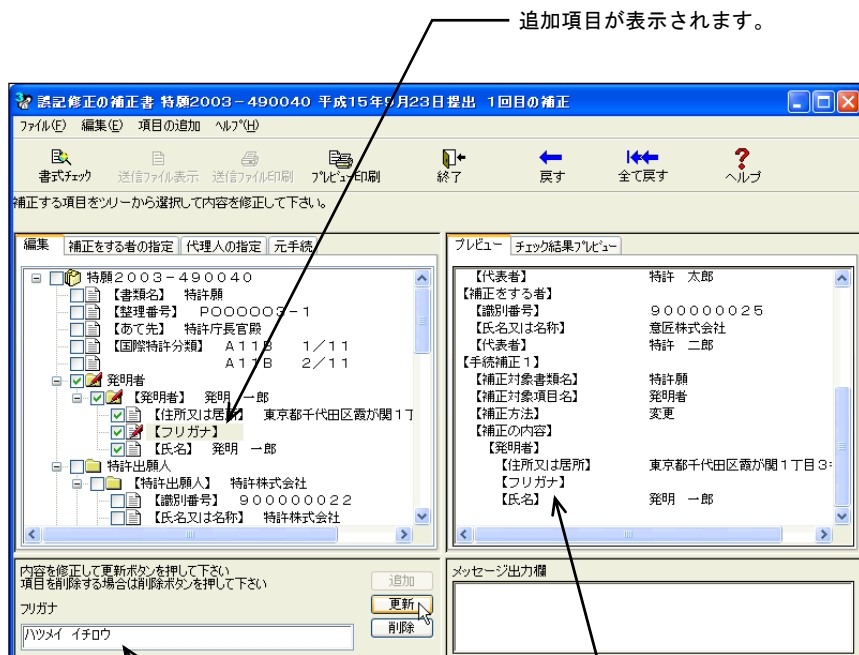 追加項目が表示されます。
誤記修正の補正書 特願2003-490040 平成15年9月23日提出 1回目の補正
ファイル(F) 編集(E) 項目の追加 ヘルプ(H)
書式チェック 送信ファイル表示 送信ファイル印刷 プレビュー印刷 終了 戻す 全て戻す ヘルプ
補正する項目をツリーから選択して内容を修正して下さい。
編集 補正をする者の指定 代理人の指定 元手続
特願2003-490040
【書類名】 特許願
【整理番号】 P000003-1
【あて先】 特許庁長官殿
【国際特許分類】 A11B 1/11
A11B 2/11
発明者
【発明者】 発明 一郎
【住所又は居所】 東京都千代田区霞が関1丁
【フリガナ】
【氏名】 発明 一郎
特許出願人
【特許出願人】 特許株式会社
【識別番号】 900000022
【氏名又は名称】 特許株式会社
プレビュー チェック結果プレビュー
【代表者】 特許 太郎
【補正をする者】
【識別番号】 900000025
【氏名又は名称】 意匠株式会社
【代表者】 特許 二郎
【手続補正1】
【補正対象書類名】 特許願
【補正対象項目名】 発明者
【補正方法】 変更
【補正の内容】
【発明者】
【住所又は居所】 東京都千代田区霞が関1丁目3
【フリガナ】
【氏名】 発明 一郎
内容を修正して更新ボタンを押して下さい
項目を削除する場合は削除ボタンを押して下さい
追加
更新
削除
フリガナ
ハツメイ イチロウ
メッセージ出力欄